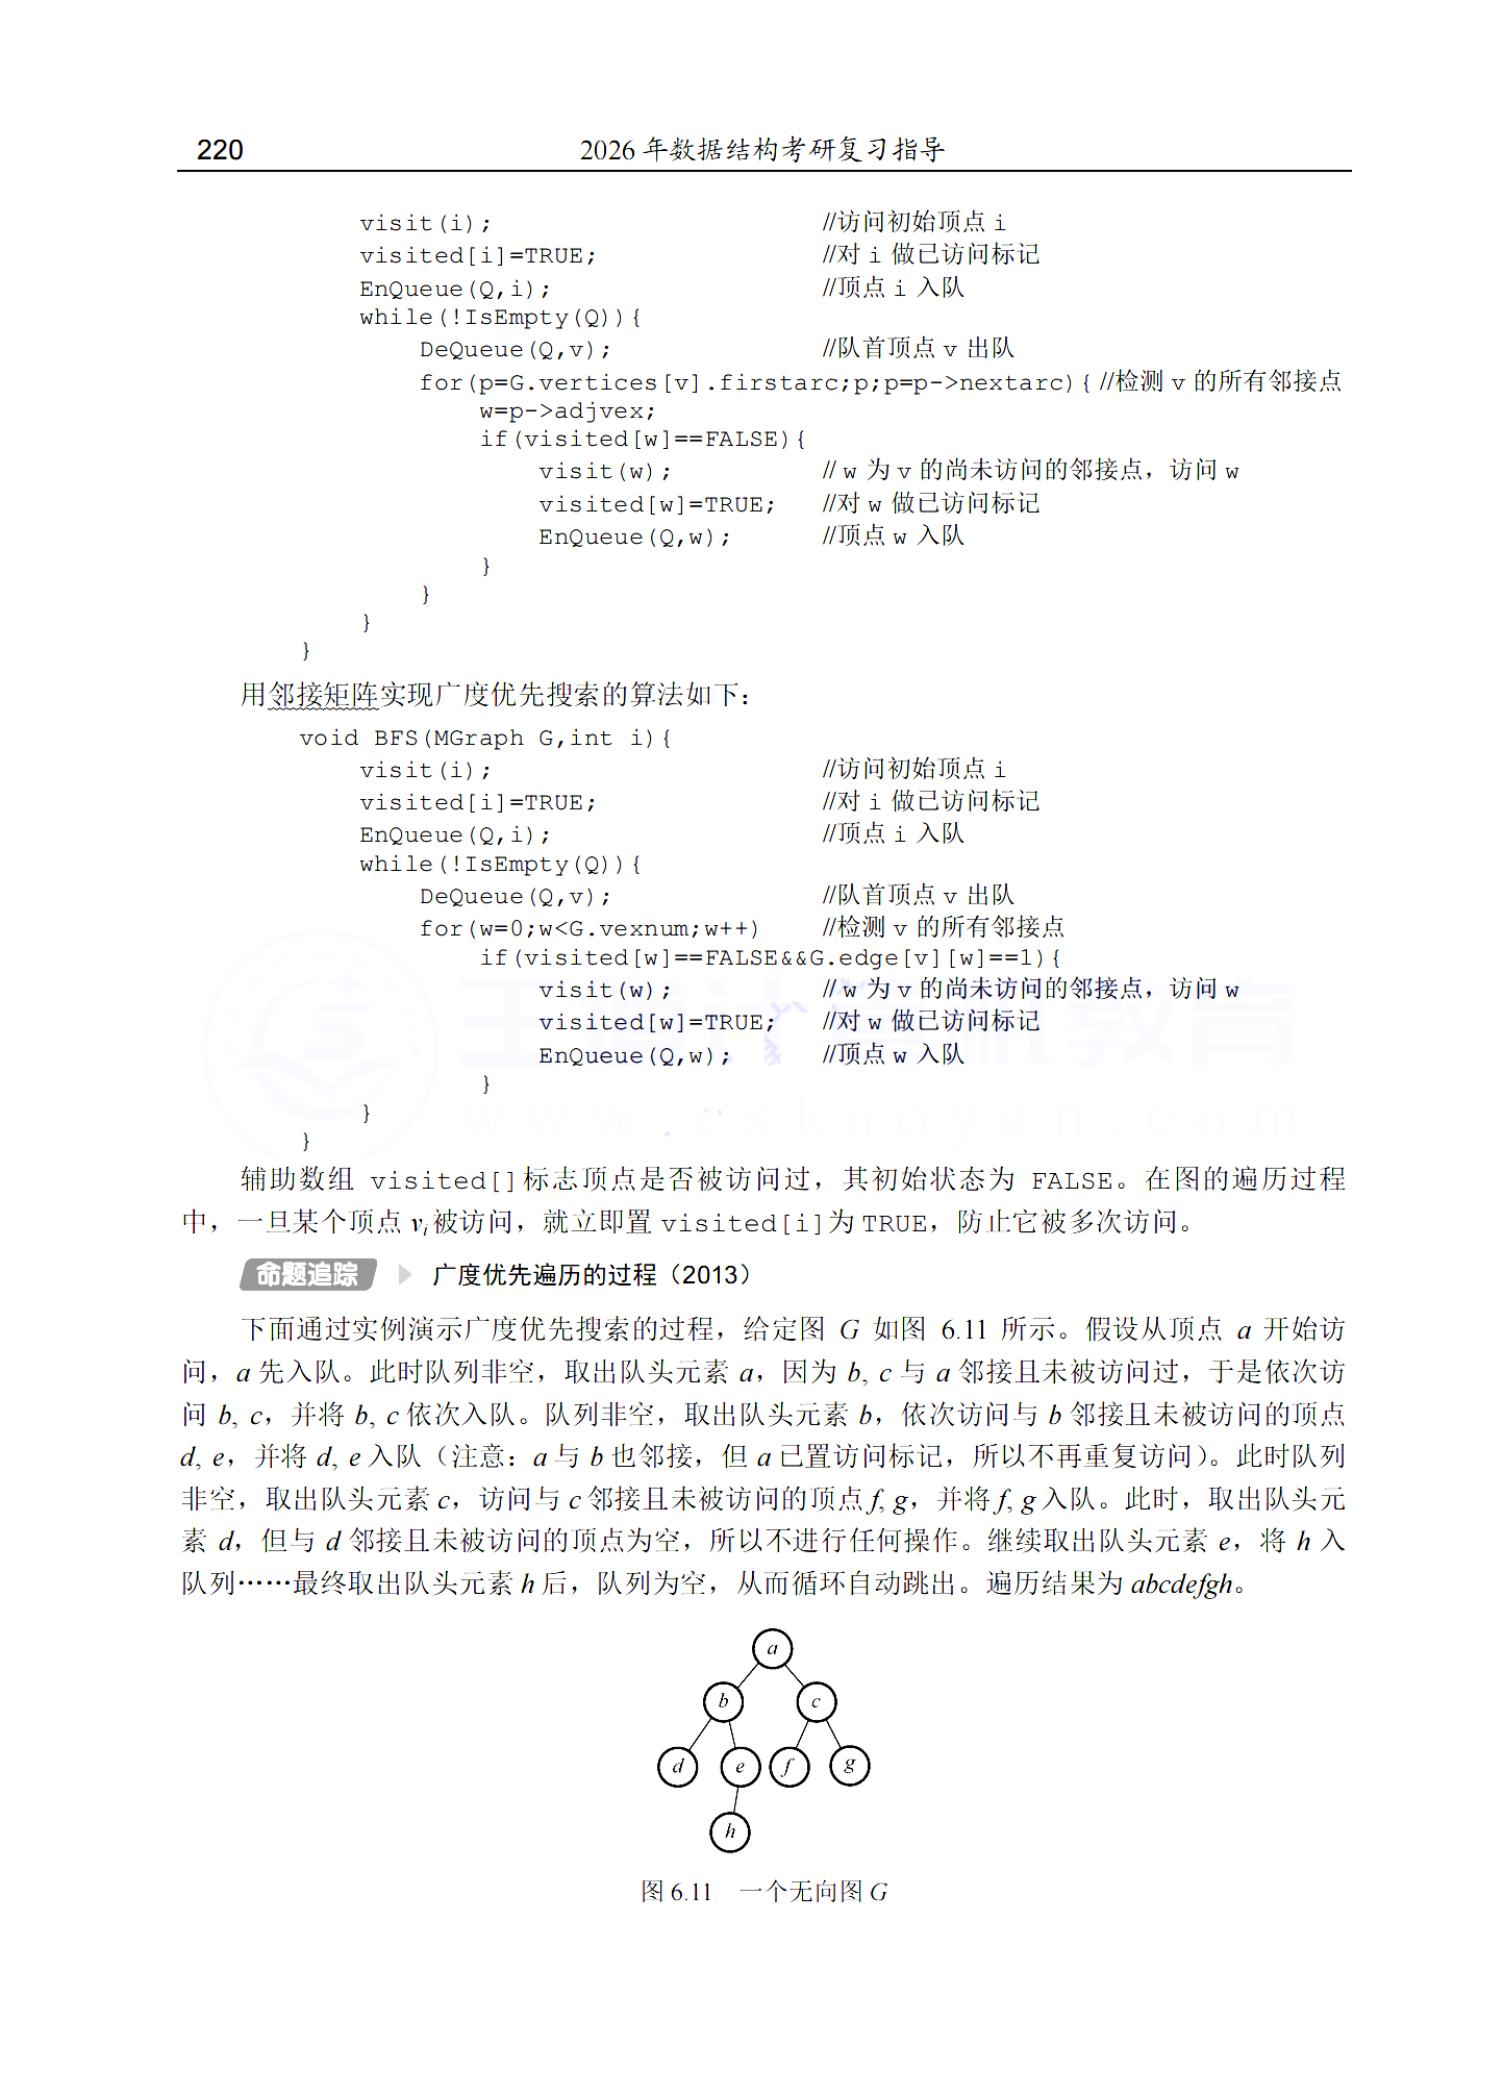 220
2026 年数据结构考研复习指导
visit(i); //访问初始顶点 i
visited[i]=TRUE; //对 i 做已访问标记
EnQueue(Q,i); //顶点 i 入队
while(!IsEmpty(Q)){
DeQueue(Q,v); //队首顶点 v 出队
for(p=G.vertices[v].firstarc;p;p=p->nextarc){ //检测 v 的所有邻接点
w=p->adjvex;
if(visited[w]==FALSE){
visit(w); // w 为 v 的尚未访问的邻接点，访问 w
visited[w]=TRUE; //对 w 做已访问标记
EnQueue(Q,w); //顶点 w 入队
}
}
}
}
用邻接矩阵实现广度优先搜索的算法如下：
void BFS(MGraph G,int i){
visit(i); //访问初始顶点 i
visited[i]=TRUE; //对 i 做已访问标记
EnQueue(Q,i); //顶点 i 入队
while(!IsEmpty(Q)){
DeQueue(Q,v); //队首顶点 v 出队
for(w=0;w<G.vexnum;w++) //检测 v 的所有邻接点
if(visited[w]==FALSE&&G.edge[v][w]==1){
visit(w); // w 为 v 的尚未访问的邻接点，访问 w
visited[w]=TRUE; //对 w 做已访问标记
EnQueue(Q,w); //顶点 w 入队
}
}
}
王道计算机教育
www.cskaoyan.com
辅助数组 visited[]标志顶点是否被访问过，其初始状态为 FALSE。在图的遍历过程
中，一旦某个顶点 vi被访问，就立即置 visited[i]为 TRUE，防止它被多次访问。
命题追踪 广度优先遍历的过程（2013）
下面通过实例演示广度优先搜索的过程，给定图 G 如图 6.11 所示。假设从顶点 a 开始访
问，a 先入队。此时队列非空，取出队头元素 a，因为 b, c 与 a 邻接且未被访问过，于是依次访
问 b, c，并将 b, c 依次入队。队列非空，取出队头元素 b，依次访问与 b 邻接且未被访问的顶点
d, e，并将 d, e 入队（注意：a 与 b 也邻接，但 a 已置访问标记，所以不再重复访问）。此时队列
非空，取出队头元素 c，访问与 c 邻接且未被访问的顶点 f, g，并将 f, g 入队。此时，取出队头元
素 d，但与 d 邻接且未被访问的顶点为空，所以不进行任何操作。继续取出队头元素 e，将 h 入
队列……最终取出队头元素 h 后，队列为空，从而循环自动跳出。遍历结果为 abcdefgh。
a
b c
d e f g
h
图 6.11 一个无向图 G